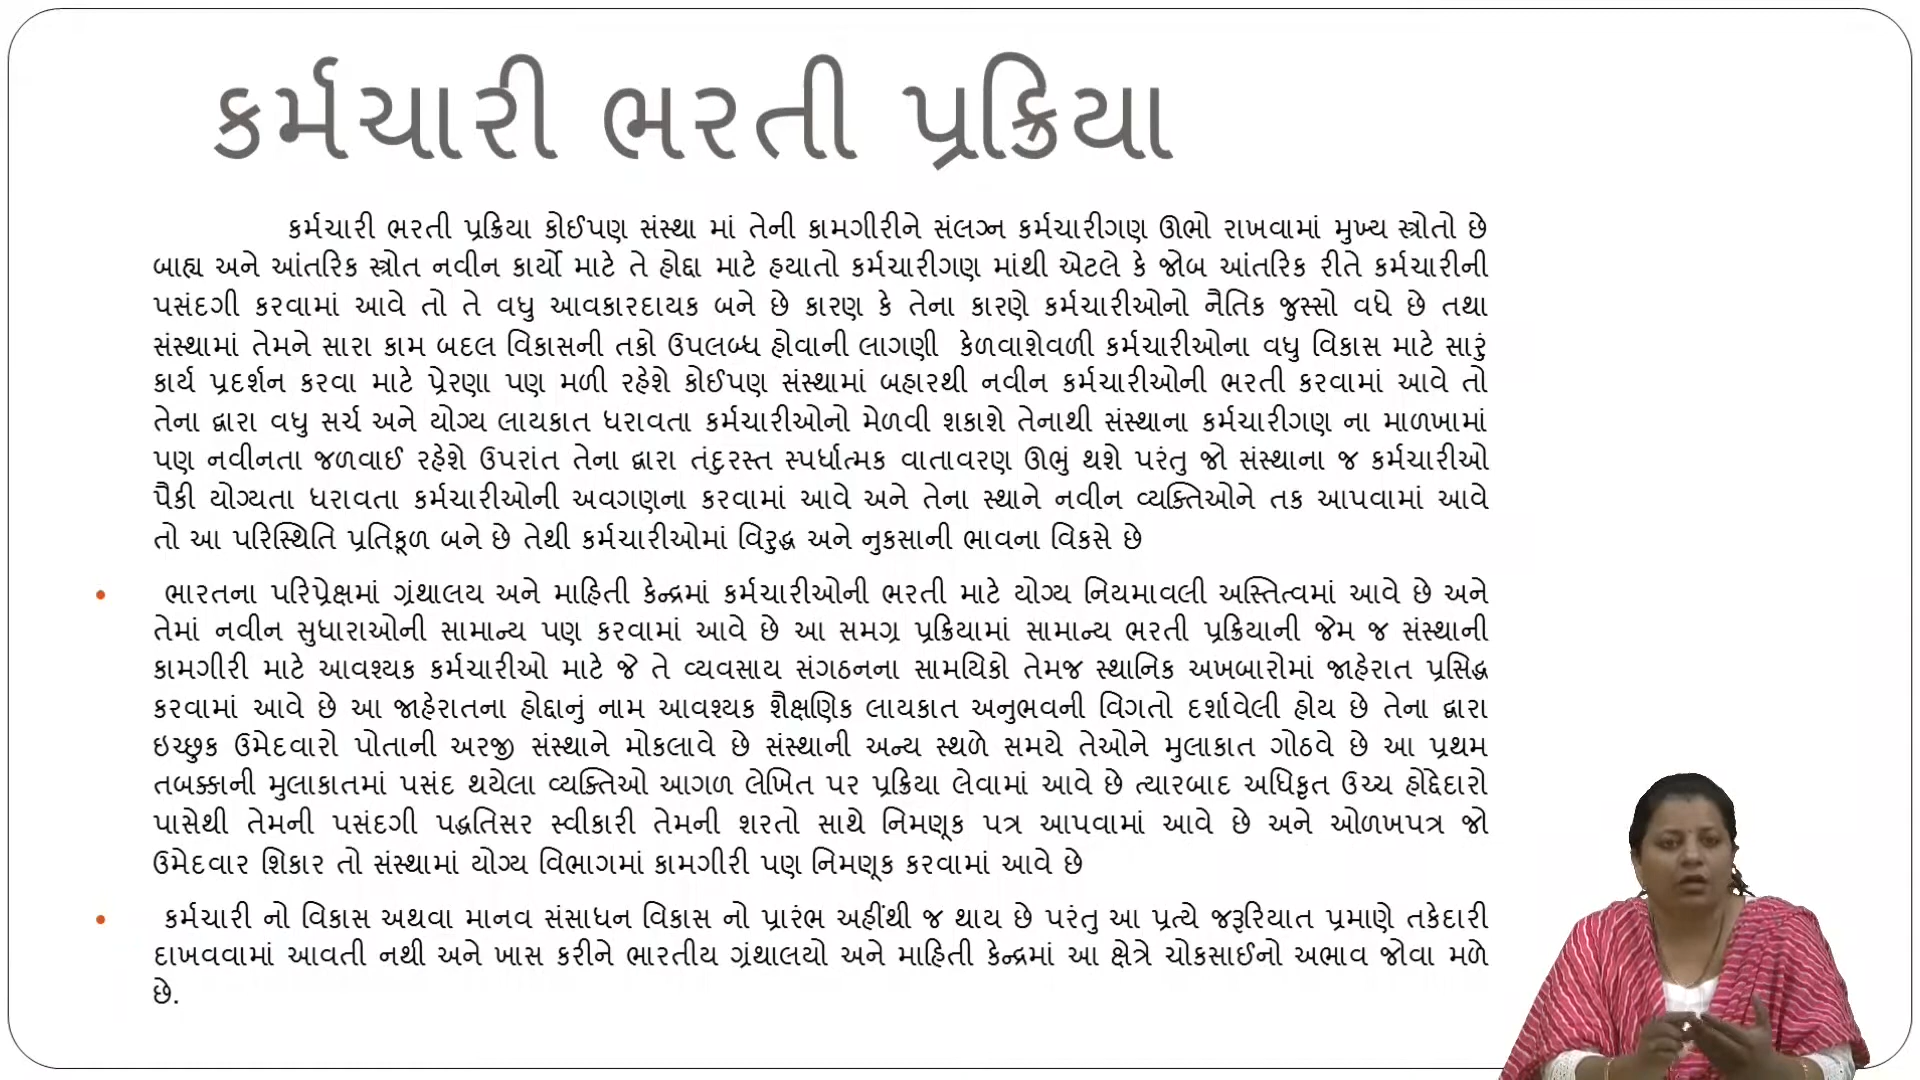 કર્મચારી ભરતી પ્રક્રિયા
કર્મચારી ભરતી પ્રક્રિયા કોઈપણ સંસ્થા માં તેની કામગીરીને સંલગ્ન કર્મચારીગણ ઊભો રાખવામાં મુખ્ય સ્ત્રોતો છે
બાહ્ય અને આંતરિક સ્ત્રોત નવીન કાર્યો માટે તે હોદ્દા માટે હયાતો કર્મચારીગણ માંથી એટલે કે જોબ આંતરિક રીતે કર્મચારીની
પસંદગી કરવામાં આવે તો તે વધુ આવકારદાયક બને છે કારણ કે તેના કારણે કર્મચારીઓનો નૈતિક જુસ્સો વધે છે તથા
સંસ્થામાં તેમને સારા કામ બદલ વિકાસની તકો ઉપલબ્ધ હોવાની લાગણી કેળવાશેવળી કર્મચારીઓના વધુ વિકાસ માટે સારું
કાર્ય પ્રદર્શન કરવા માટે પ્રેરણા પણ મળી રહેશે કોઈપણ સંસ્થામાં બહારથી નવીન કર્મચારીઓની ભરતી કરવામાં આવે તો
તેના દ્વારા વધુ સર્ચ અને યોગ્ય લાયકાત ધરાવતા કર્મચારીઓનો મેળવી શકાશે તેનાથી સંસ્થાના કર્મચારીગણ ના માળખામાં
પણ નવીનતા જળવાઈ રહેશે ઉપરાંત તેના દ્વારા તંદુરસ્ત સ્પર્ધાત્મક વાતાવરણ ઊભું થશે પરંતુ જો સંસ્થાના જ કર્મચારીઓ
પૈકી યોગ્યતા ધરાવતા કર્મચારીઓની અવગણના કરવામાં આવે અને તેના સ્થાને નવીન વ્યક્તિઓને તક આપવામાં આવે
તો આ પરિસ્થિતિ પ્રતિકૂળ બને છે તેથી કર્મચારીઓમાં વિરુદ્ધ અને નુકસાની ભાવના વિકસે છે
• ભારતના પરિપ્રેક્ષમાં ગ્રંથાલય અને માહિતી કેન્દ્રમાં કર્મચારીઓની ભરતી માટે યોગ્ય નિયમાવલી અસ્તિત્વમાં આવે છે અને
તેમાં નવીન સુધારાઓની સામાન્ય પણ કરવામાં આવે છે આ સમગ્ર પ્રક્રિયામાં સામાન્ય ભરતી પ્રક્રિયાની જેમ જ સંસ્થાની
કામગીરી માટે આવશ્યક કર્મચારીઓ માટે જે તે વ્યવસાય સંગઠનના સામયિકો તેમજ સ્થાનિક અખબારોમાં જાહેરાત પ્રસિદ્ધ
કરવામાં આવે છે આ જાહેરાતના હોદ્દાનું નામ આવશ્યક શૈક્ષણિક લાયકાત અનુભવની વિગતો દર્શાવેલી હોય છે તેના દ્વારા
ઇચ્છુક ઉમેદવારો પોતાની અરજી સંસ્થાને મોકલાવે છે સંસ્થાની અન્ય સ્થળે સમયે તેઓને મુલાકાત ગોઠવે છે આ પ્રથમ
તબક્કાની મુલાકાતમાં પસંદ થયેલા વ્યક્તિઓ આગળ લેખિત પર પ્રક્રિયા લેવામાં આવે છે ત્યારબાદ અધિકૃત ઉચ્ચ હોદ્દેદારો
પાસેથી તેમની પસંદગી પદ્ધતિસર સ્વીકારી તેમની શરતો સાથે નિમણૂક પત્ર આપવામાં આવે છે અને ઓળખપત્ર જો
ઉમેદવાર શિકાર તો સંસ્થામાં યોગ્ય વિભાગમાં કામગીરી પણ નિમણૂક કરવામાં આવે છે
• કર્મચારી નો વિકાસ અથવા માનવ સંસાધન વિકાસ નો પ્રારંભ અહીંથી જ થાય છે પરંતુ આ પ્રત્યે જરૂરિયાત પ્રમાણે તકેદારી
દાખવવામાં આવતી નથી અને ખાસ કરીને ભારતીય ગ્રંથાલયો અને માહિતી કેન્દ્રમાં આ ક્ષેત્રે ચોકસાઈનો અભાવ જોવા મળે
છે.